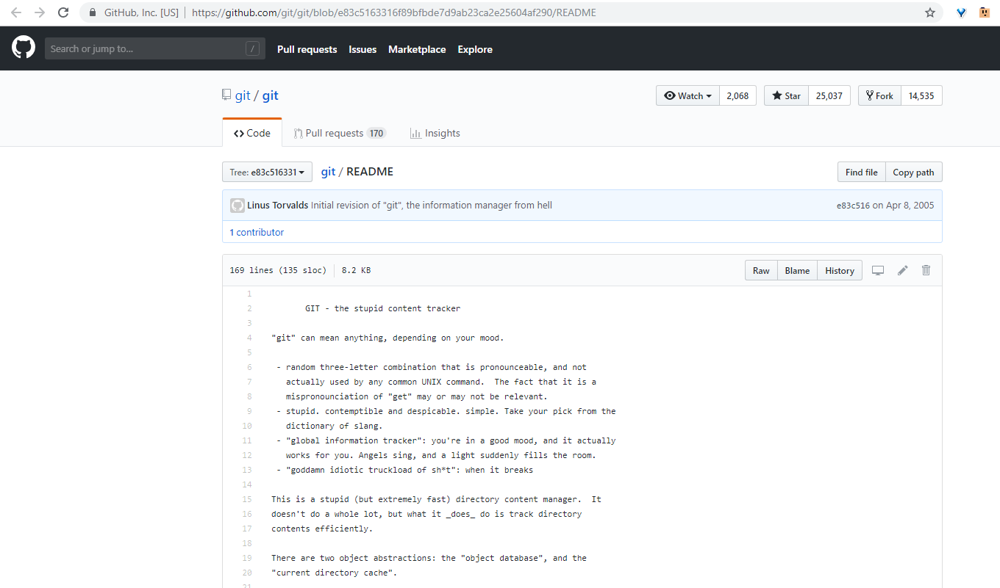 GitHub, Inc. [US] | https://github.com/git/git/blob/e83c5163316f89bfbde7d9ab23ca2e25604af290/README
Search or jump to... /
Pull requests Issues Marketplace Explore
git / git
Watch 2,068 Star 25,037 Fork 14,535
Code Pull requests 170 Insights
Tree: e83c516331 git / README Find file Copy path
Linus Torvalds Initial revision of "git", the information manager from hell e83c516 on Apr 8, 2005
1 contributor
169 lines (135 sloc) 8.2 KB Raw Blame History
1
2 GIT - the stupid content tracker
3
4 "git" can mean anything, depending on your mood.
5
6 - random three-letter combination that is pronounceable, and not
7 actually used by any common UNIX command.  The fact that it is a
8 mispronounciation of "get" may or may not be relevant.
9 - stupid. contemptible and despicable. simple. Take your pick from the
10 dictionary of slang.
11 - "global information tracker": you're in a good mood, and it actually
12 works for you. Angels sing, and a light suddenly fills the room.
13 - "goddamn idiotic truckload of sh*t": when it breaks
14
15 This is a stupid (but extremely fast) directory content manager.  It
16 doesn't do a whole lot, but what it _does_ do is track directory
17 contents efficiently.
18
19 There are two object abstractions: the "object database", and the
20 "current directory cache".
21